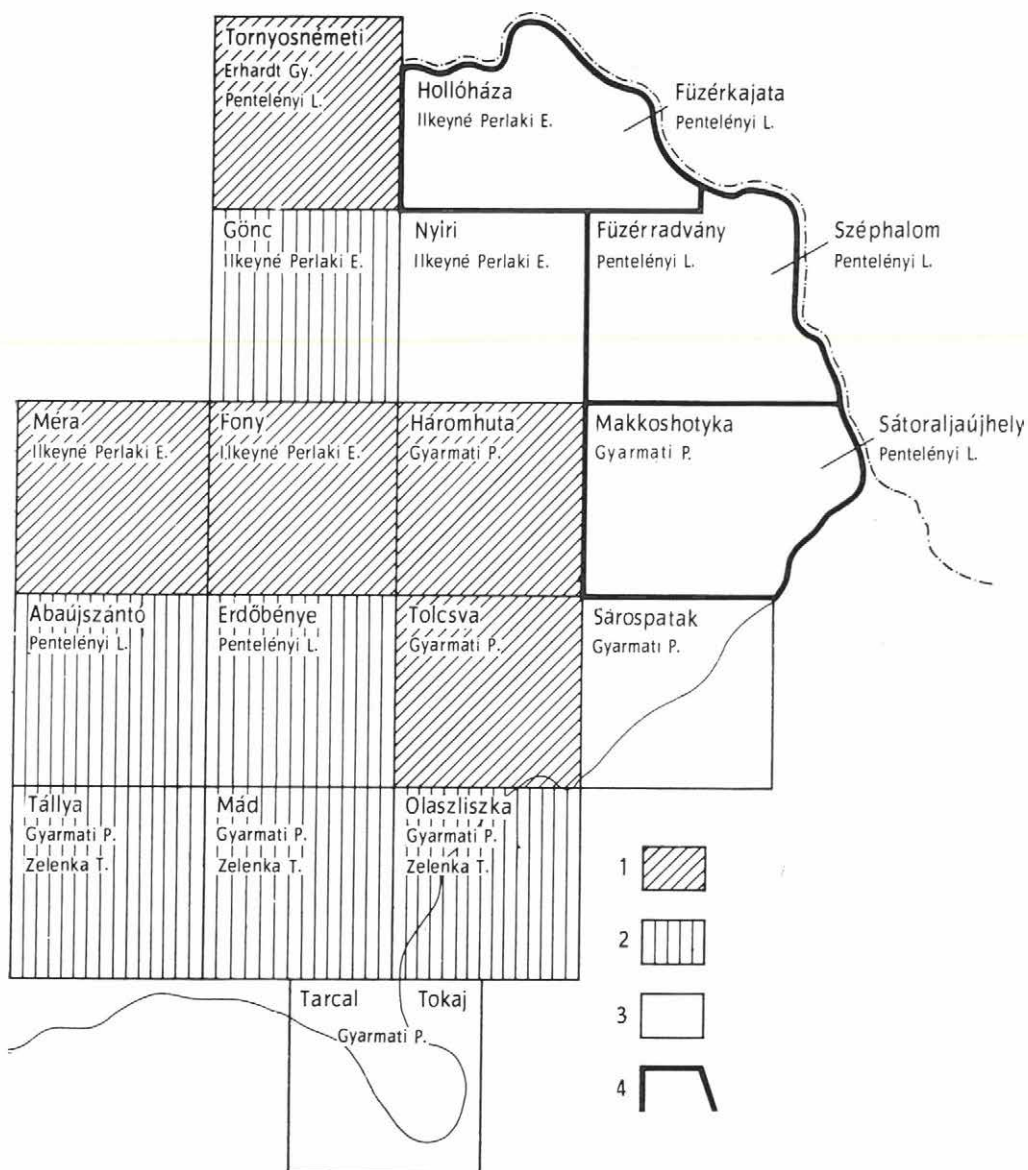 Tornyosnémeti
Erhardt Gy.
Pentelényi L.
Hollóháza
Ilkeyné Perlaki E.
Füzérkajata
Pentelényi L.
Gönc
Ilkeyné Perlaki E.
Nyíri
Ilkeyné Perlaki E.
Füzérradvány
Pentelényi L.
Széphalom
Pentelényi L.
Méra
Ilkeyné Perlaki E.
Fony
Ilkeyné Perlaki E.
Háromhuta
Gyarmati P.
Makkoshotyka
Gyarmati P.
Sátoraljaújhely
Pentelényi L.
Abaújszántó
Pentelényi L.
Erdőbénye
Pentelényi L.
Tolcsva
Gyarmati P.
Sárospatak
Gyarmati P.
Tállya
Gyarmati P.
Zelenka T.
Mád
Gyarmati P.
Zelenka T.
Olaszliszka
Gyarmati P.
Zelenka T.
Tarcal Tokaj
Gyarmati P.
1
2
3
4